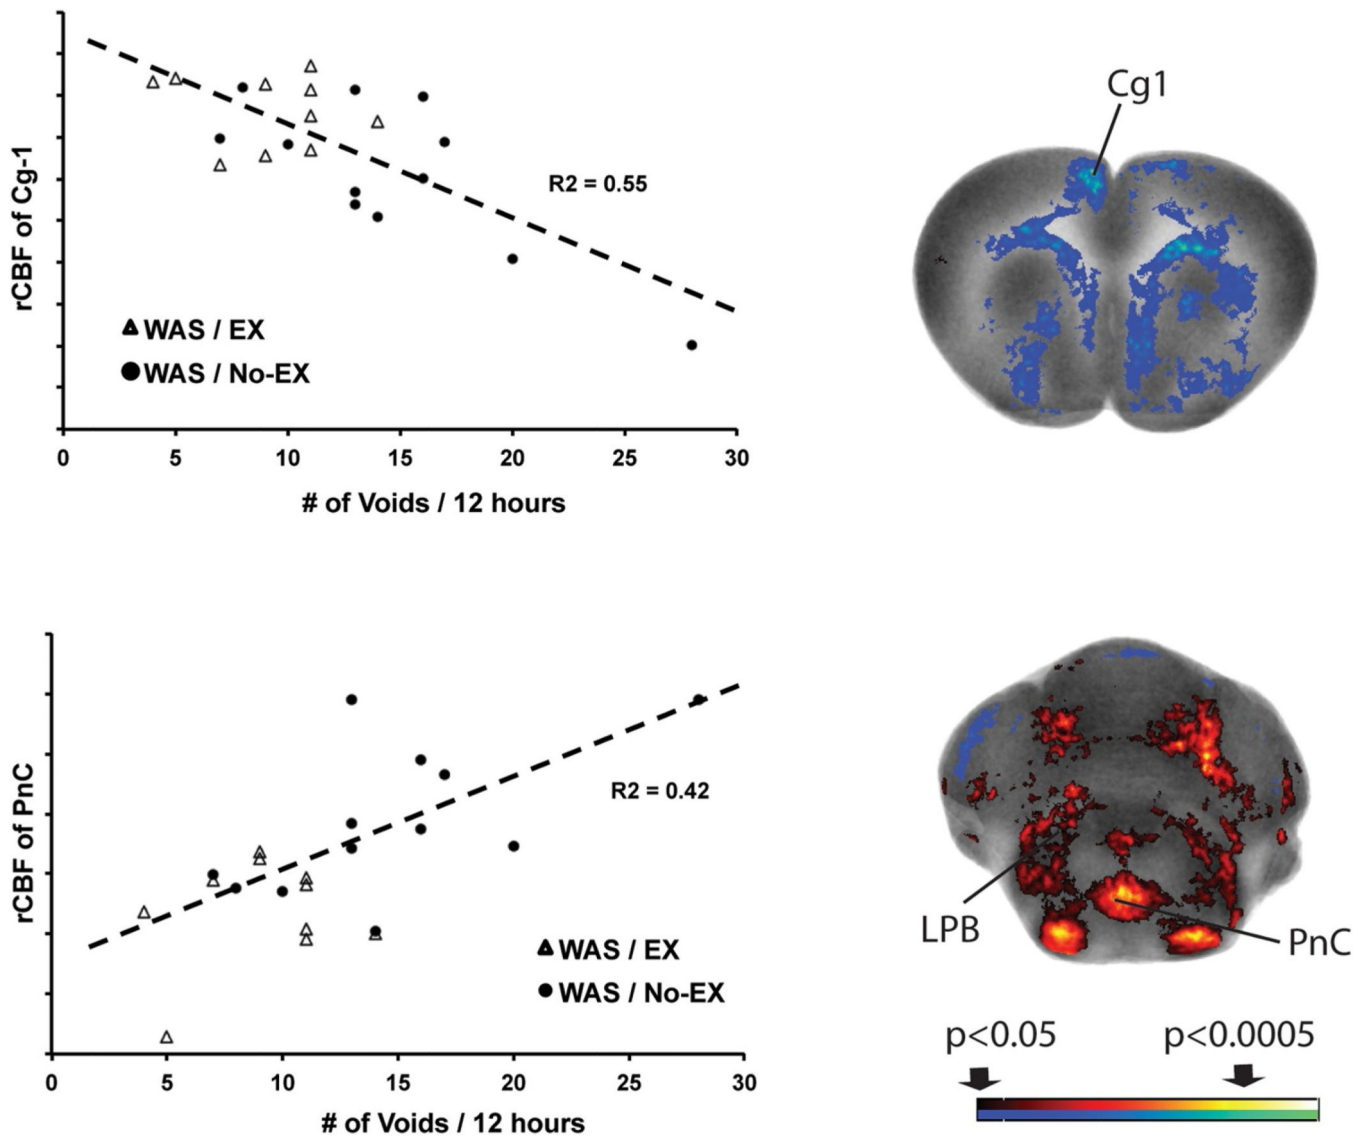 rCBF of Cg-1
R2 = 0.55
WAS / EX
WAS / No-EX
0 5 10 15 20 25 30
# of Voids / 12 hours
Cg1
rCBF of PnC
R2 = 0.42
WAS / EX
WAS / No-EX
0 5 10 15 20 25 30
# of Voids / 12 hours
LPB
PnC
p<0.05 p<0.0005